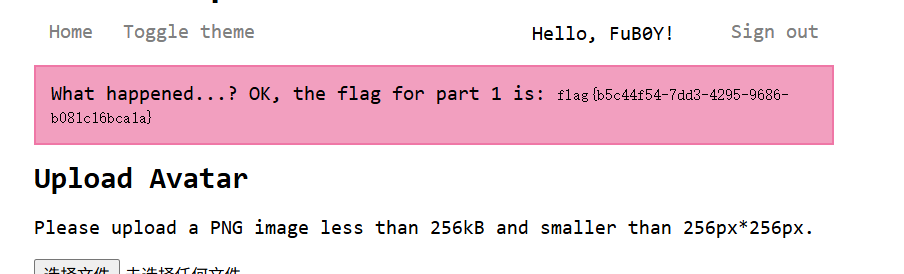 Home Toggle theme Hello, FuB0Y! Sign out
What happened...? OK, the flag for part 1 is: flag{b5c44f54-7dd3-4295-9686-
b081c16bca1a}
Upload Avatar
Please upload a PNG image less than 256kB and smaller than 256px*256px.
选择文件 未选择任何文件